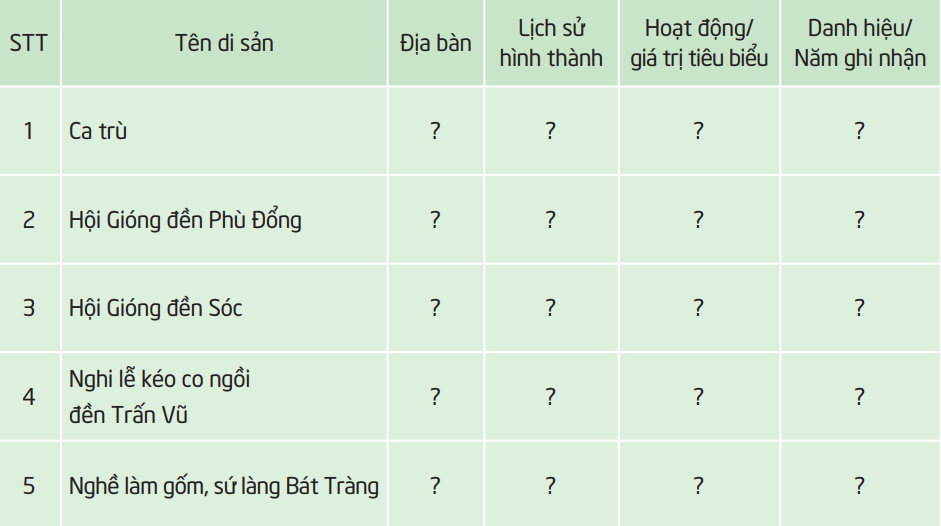 STT
Tên di sản
Địa bàn
Lịch sử
hình thành
Hoạt động/
giá trị tiêu biểu
Danh hiệu/
Năm ghi nhận
1
Ca trù
?
?
?
?
2
Hội Gióng đền Phù Đổng
?
?
?
?
3
Hội Gióng đền Sóc
?
?
?
?
4
Nghi lễ kéo co ngồi
đền Trấn Vũ
?
?
?
?
5
Nghề làm gốm, sứ làng Bát Tràng
?
?
?
?